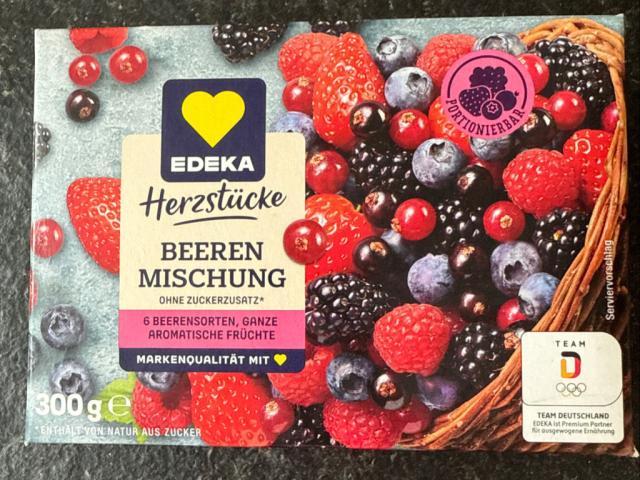 PORTIONIERBAR
EDEKA
Herzstücke
BEEREN
MISCHUNG
OHNE ZUCKERZUSATZ*
6 BEERENSORTEN, GANZE
AROMATISCHE FRÜCHTE
MARKENQUALITÄT MIT
Serviervorschlag
TEAM
D
TEAM DEUTSCHLAND
EDEKA ist Premium Partner
für ausgewogene Ernährung
300 g e
*ENTHÄLT VON NATUR AUS ZUCKER